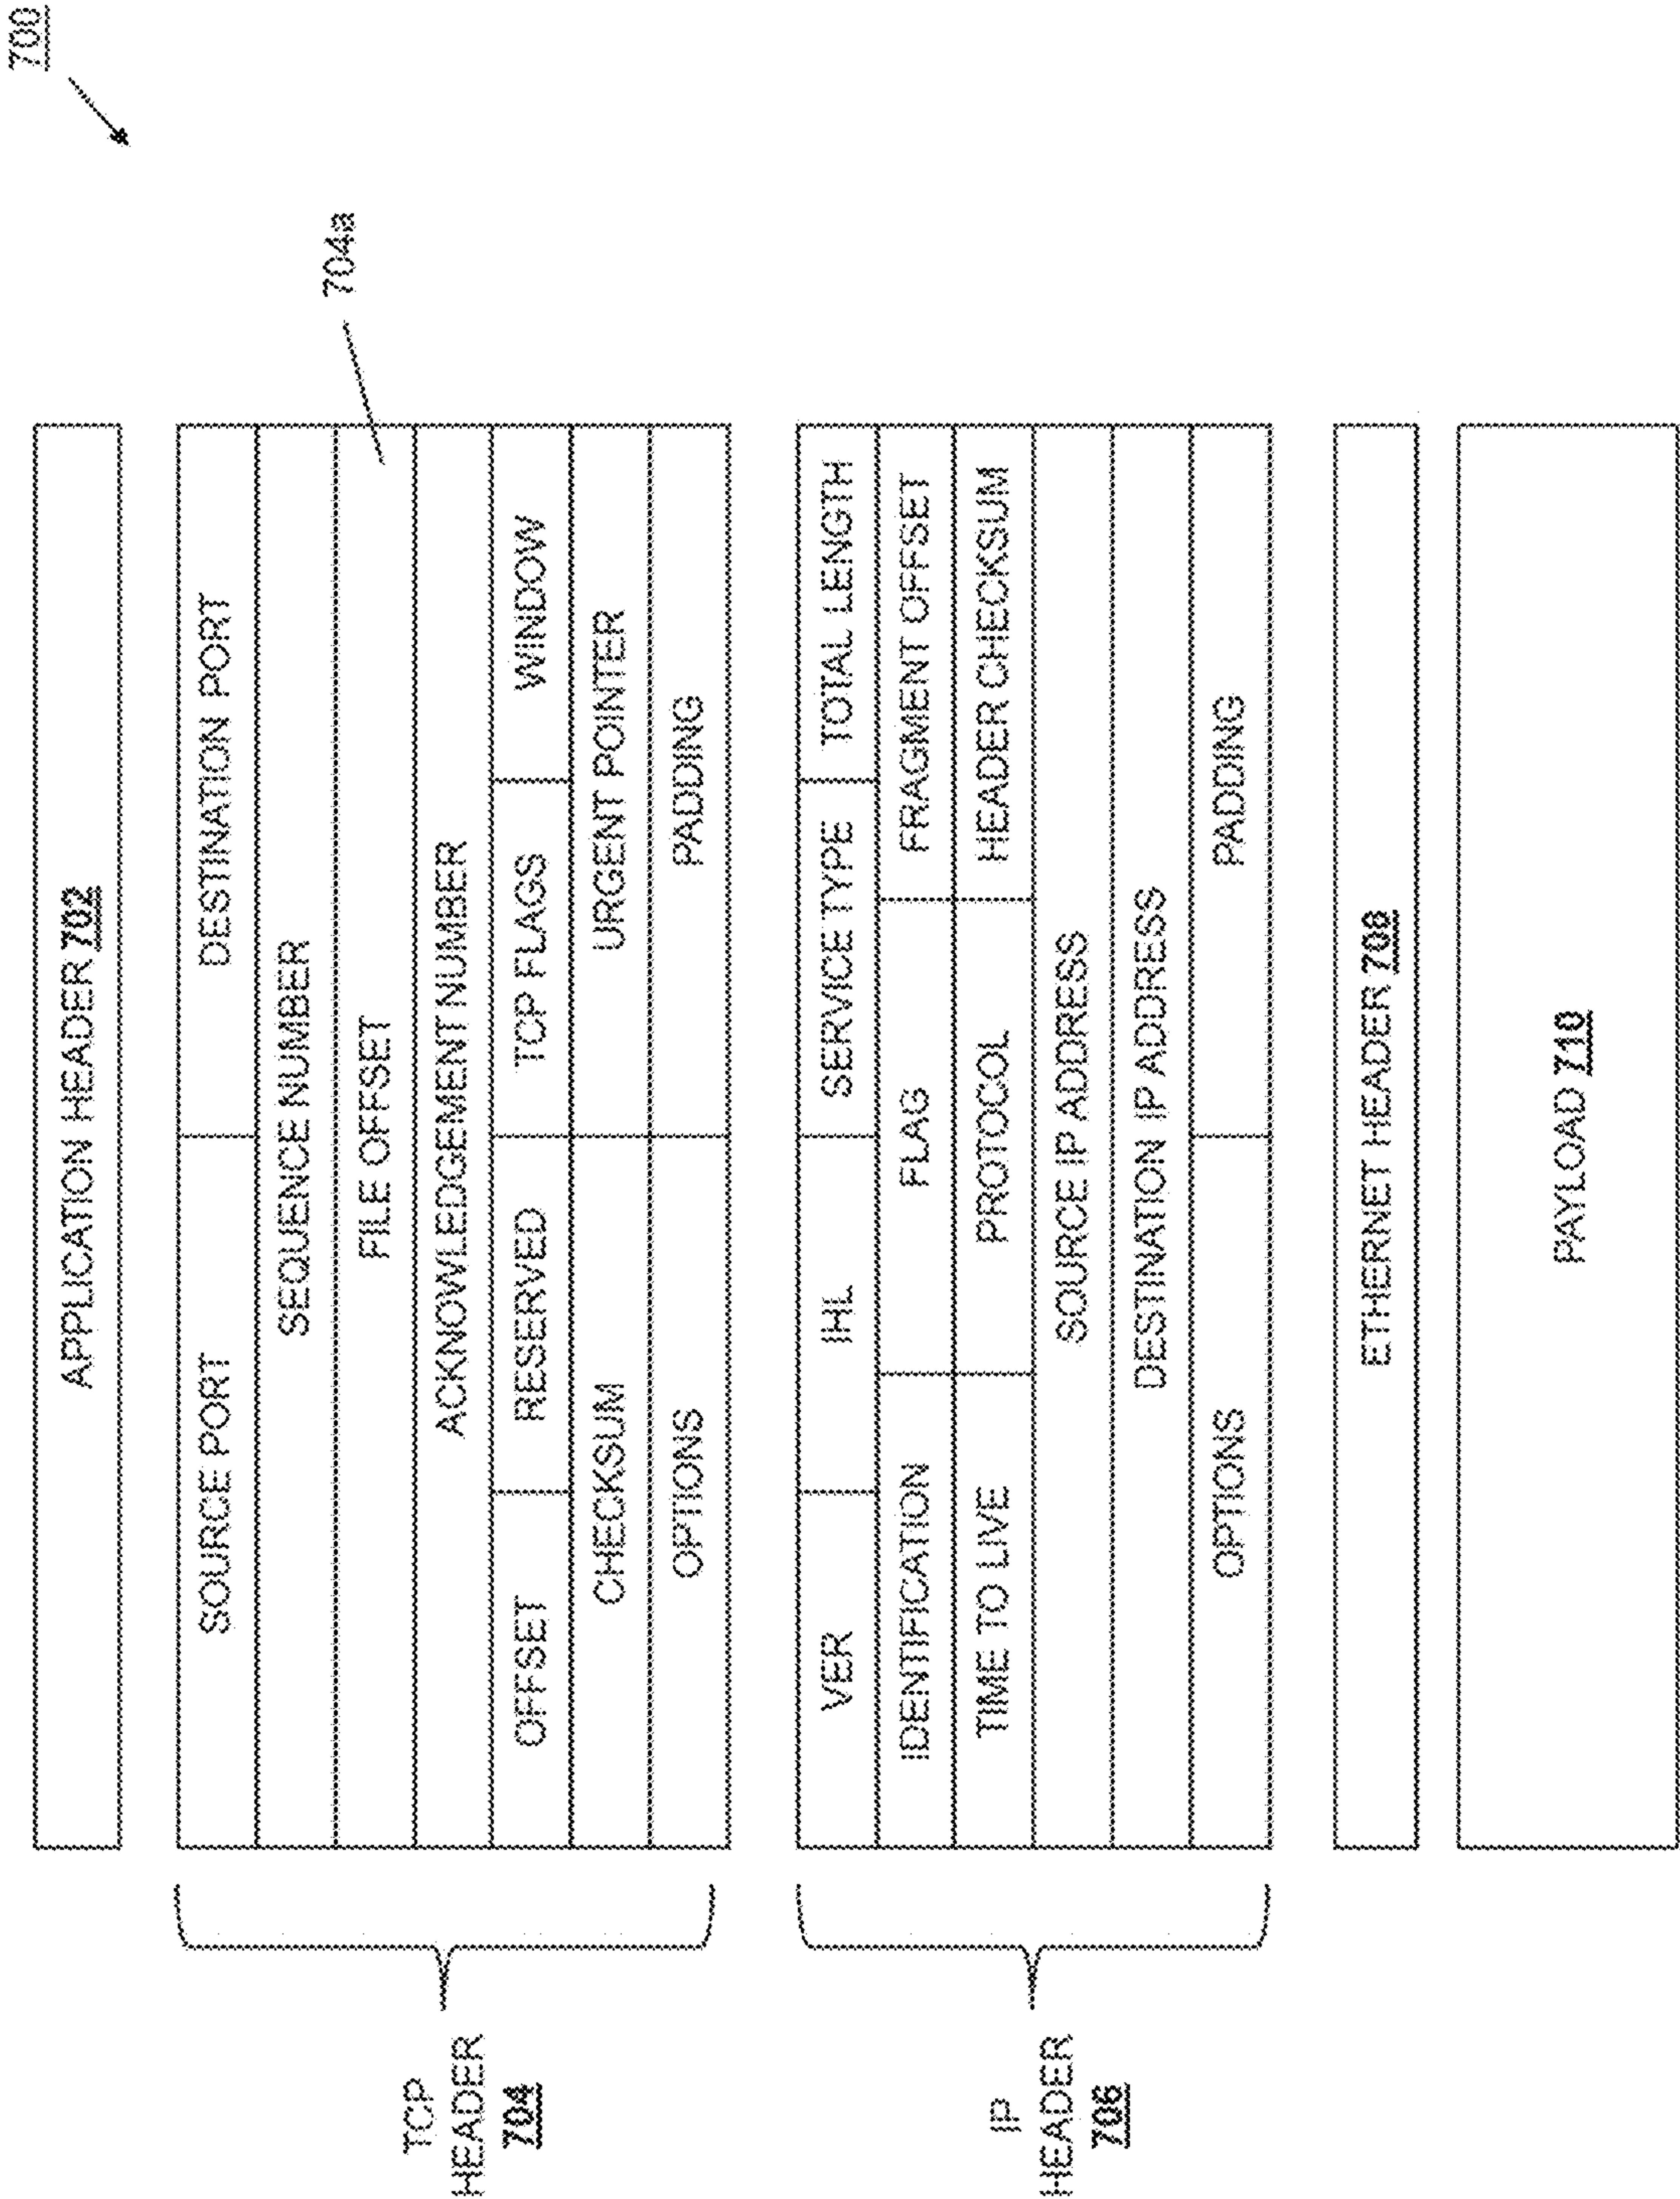 700
APPLICATION HEADER 702
SOURCE PORT DESTINATION PORT
SEQUENCE NUMBER
FILE OFFSET
704a
ACKNOWLEDGEMENT NUMBER
OFFSET RESERVED TCP FLAGS WINDOW
CHECKSUM URGENT POINTER
OPTIONS PADDING
TCP
HEADER
704
VER IHL SERVICE TYPE TOTAL LENGTH
IDENTIFICATION FLAG FRAGMENT OFFSET
TIME TO LIVE PROTOCOL HEADER CHECKSUM
SOURCE IP ADDRESS
DESTINATION IP ADDRESS
OPTIONS PADDING
IP
HEADER
706
ETHERNET HEADER 708
PAYLOAD 710